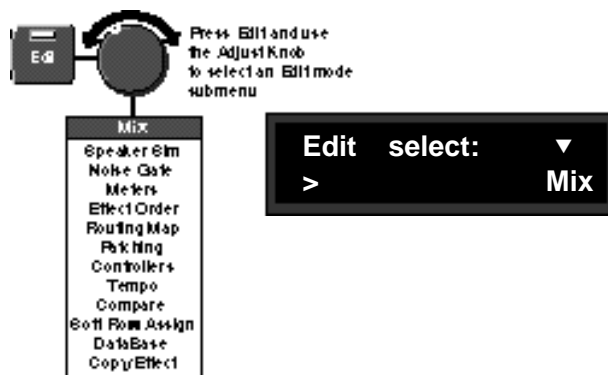 Press Edit and use
the Adjust Knob
to select an Edit mode
submenu
Edit
Mix
Speaker Sim
Noise Gate
Meters
Effect Order
Routing Map
Patching
Controllers
Tempo
Compare
Soft Row Assign
DataBase
Copy Effect
Edit select: ▼
> Mix